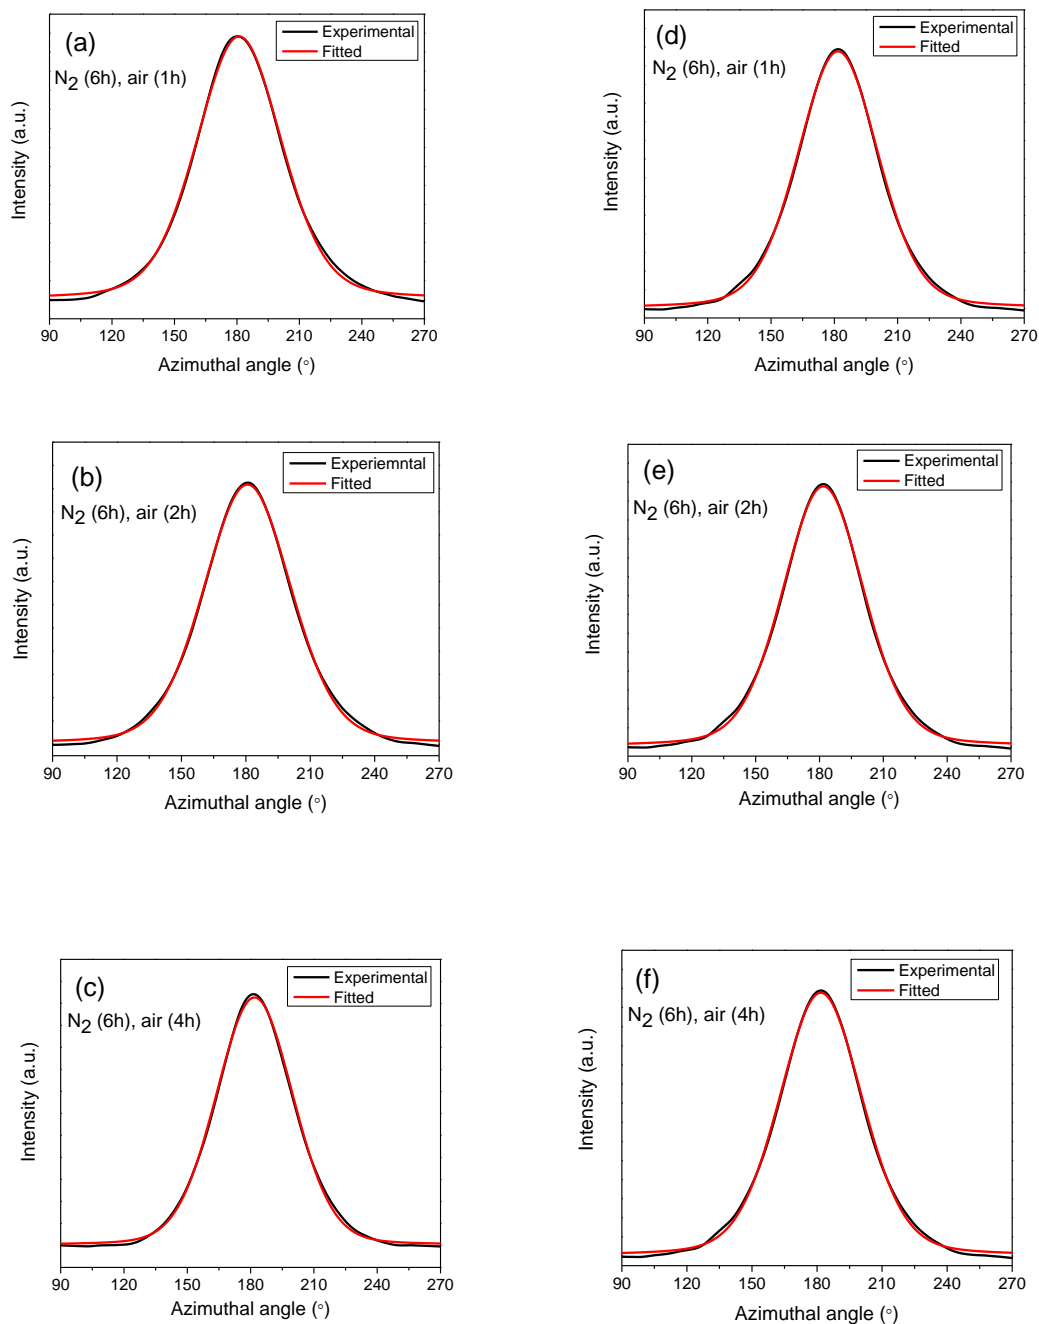 (a)
Experimental
Fitted
N2 (6h), air (1h)
Intensity (a.u.)
90 120 150 180 210 240 270
Azimuthal angle (°)
(d)
Experimental
Fitted
N2 (6h), air (1h)
Intensity (a.u.)
90 120 150 180 210 240 270
Azimuthal angle (°)
(b)
Experiemntal
Fitted
N2 (6h), air (2h)
Intensity (a.u.)
90 120 150 180 210 240 270
Azimuthal angle (°)
(e)
Experimental
Fitted
N2 (6h), air (2h)
Intensity (a.u.)
90 120 150 180 210 240 270
Azimuthal angle (°)
(c)
Experimental
Fitted
N2 (6h), air (4h)
Intensity (a.u.)
90 120 150 180 210 240 270
Azimuthal angle (°)
(f)
Experimental
Fitted
N2 (6h), air (4h)
Intensity (a.u.)
90 120 150 180 210 240 270
Azimuthal angle (°)